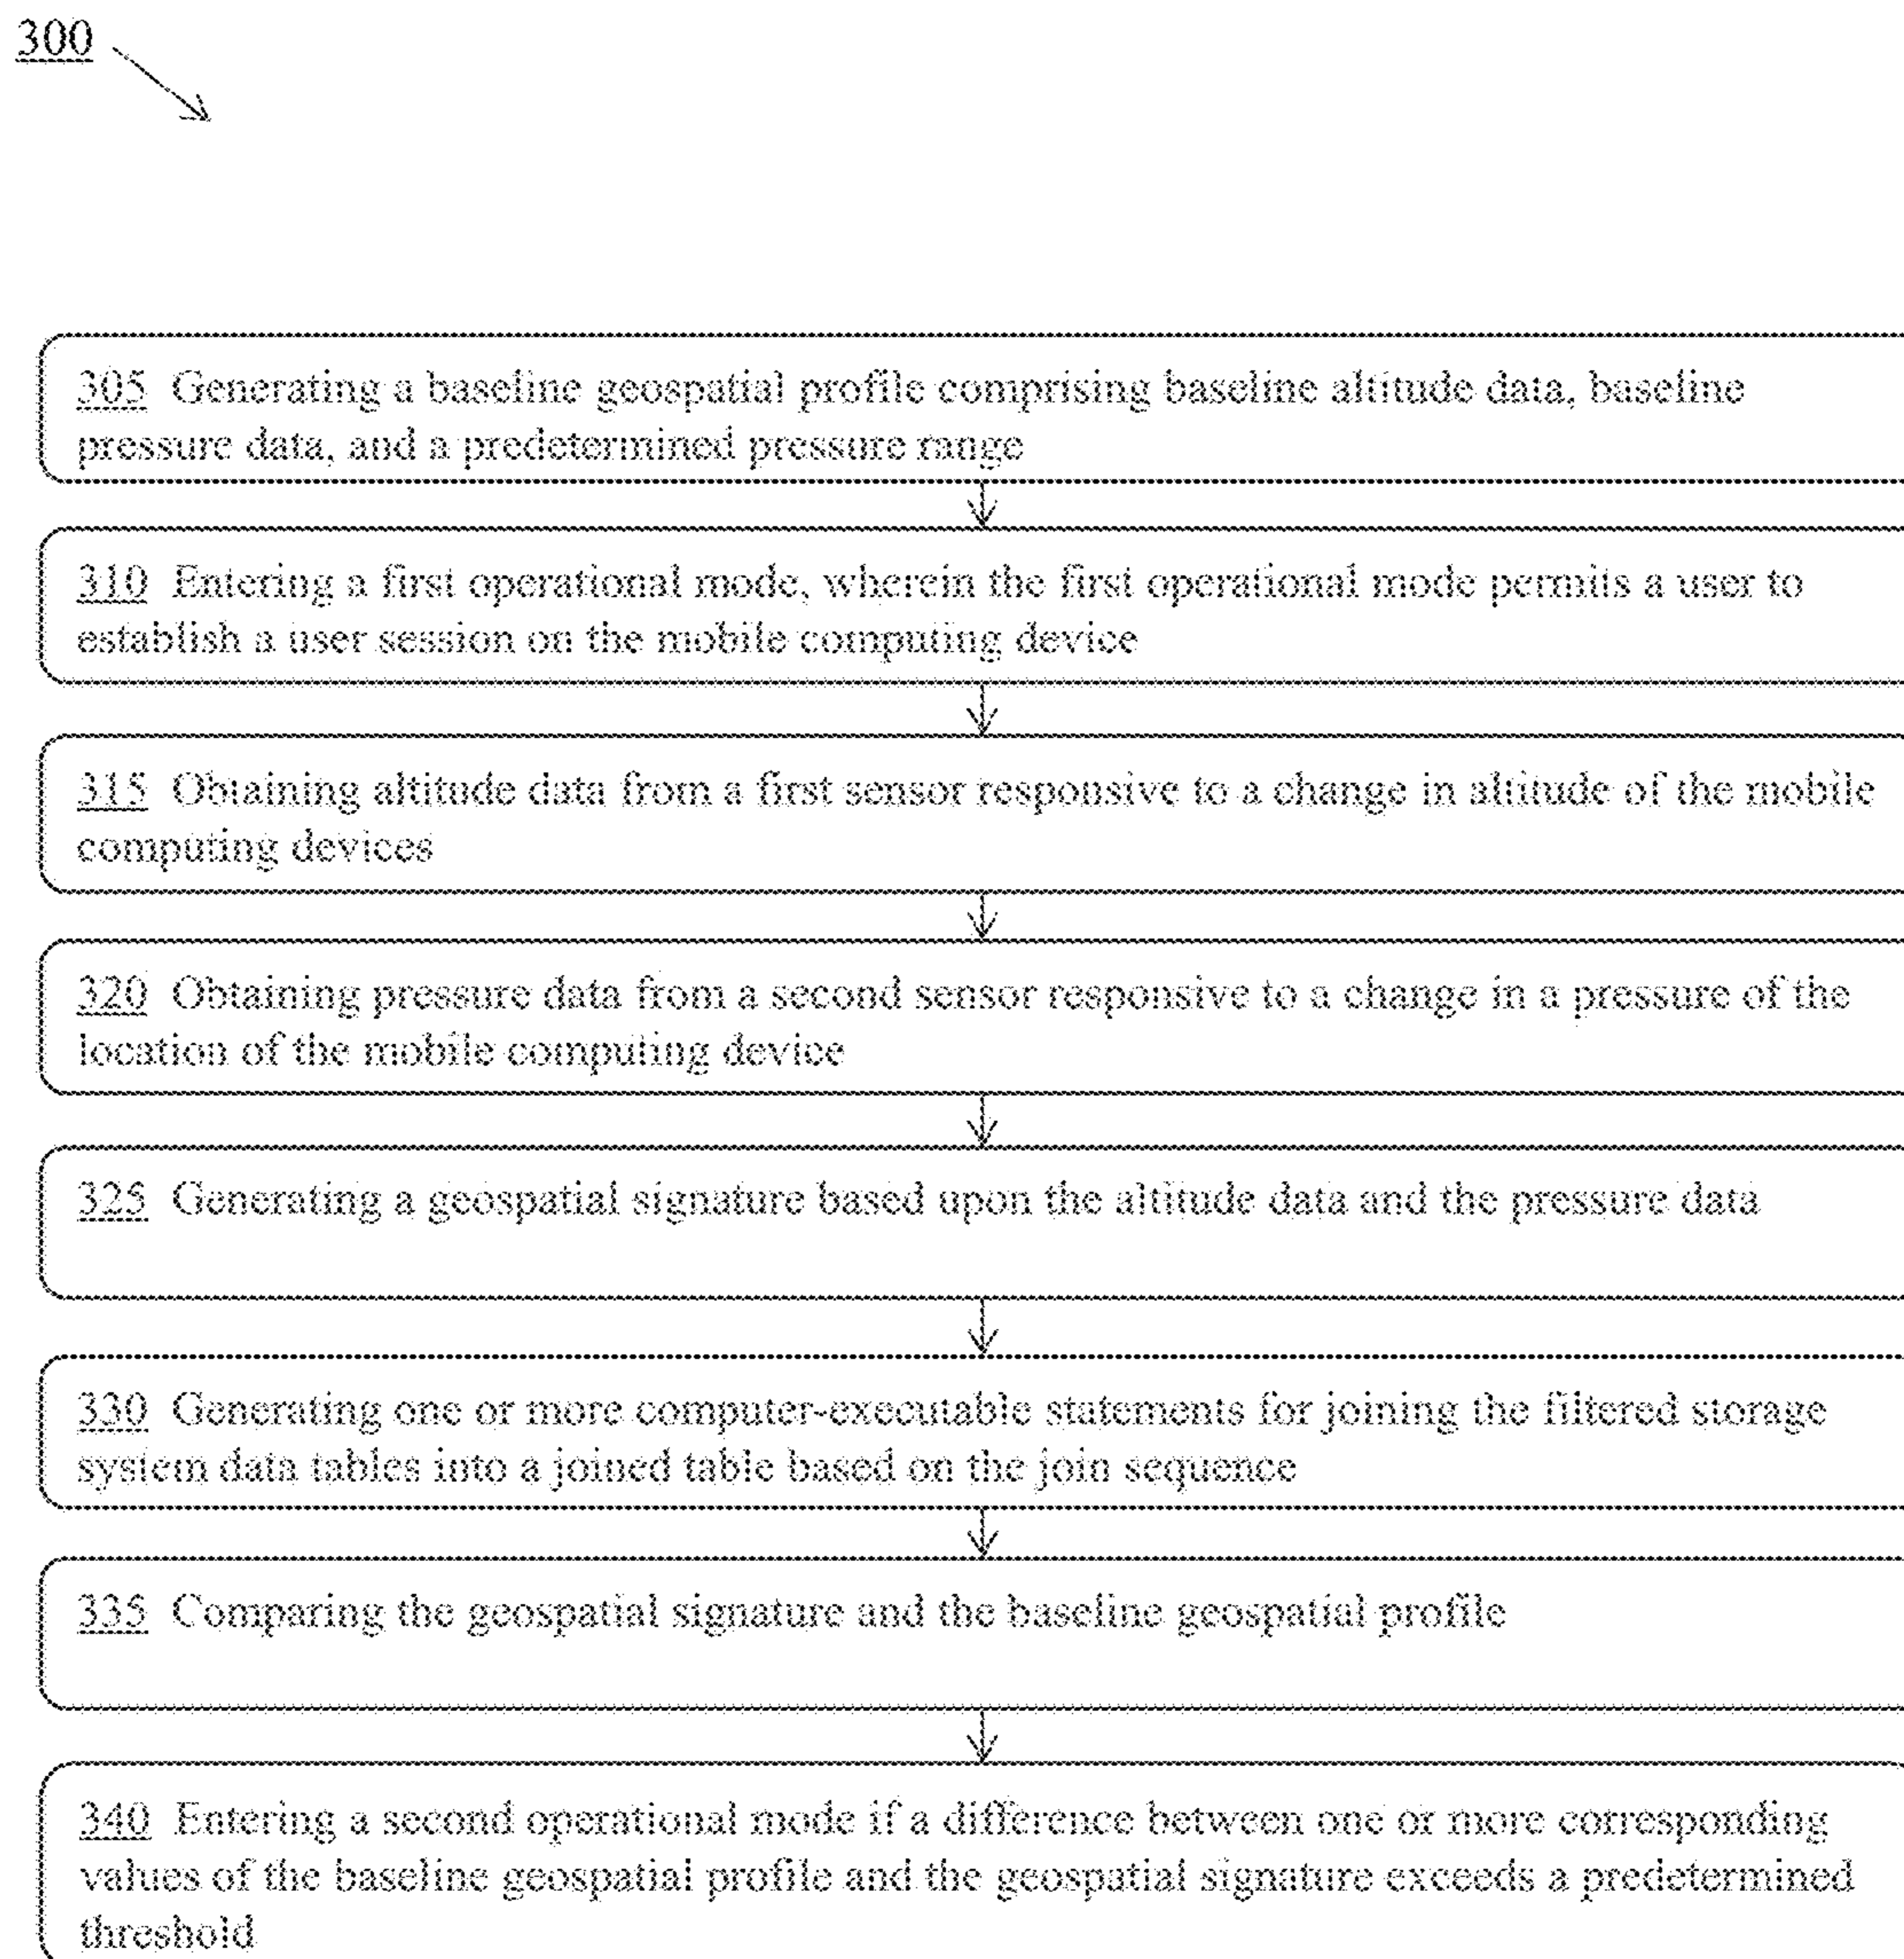 300
305 Generating a baseline geospatial profile comprising baseline altitude data, baseline
pressure data, and a predetermined pressure range
310 Entering a first operational mode, wherein the first operational mode permits a user to
establish a user session on the mobile computing device
315 Obtaining altitude data from a first sensor responsive to a change in altitude of the mobile
computing devices
320 Obtaining pressure data from a second sensor responsive to a change in a pressure of the
location of the mobile computing device
325 Generating a geospatial signature based upon the altitude data and the pressure data
330 Generating one or more computer-executable statements for joining the filtered storage
system data tables into a joined table based on the join sequence
335 Comparing the geospatial signature and the baseline geospatial profile
340 Entering a second operational mode if a difference between one or more corresponding
values of the baseline geospatial profile and the geospatial signature exceeds a predetermined
threshold